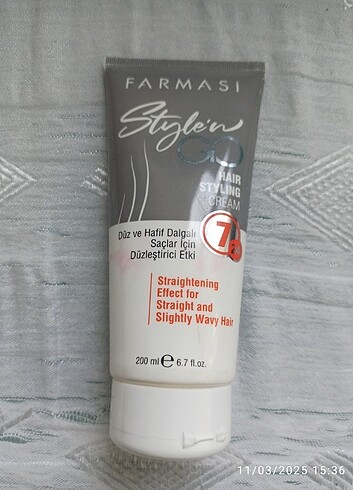 FARMASI
Style'n
GO
HAIR
STYLING
CREAM
7
Düz ve Hafif Dalgalı
Saçlar İçin
Düzleştirici Etki
Straightening
Effect for
Straight and
Slightly Wavy Hair
200 ml e 6.7 fl.oz.
11/03/2025 15:36